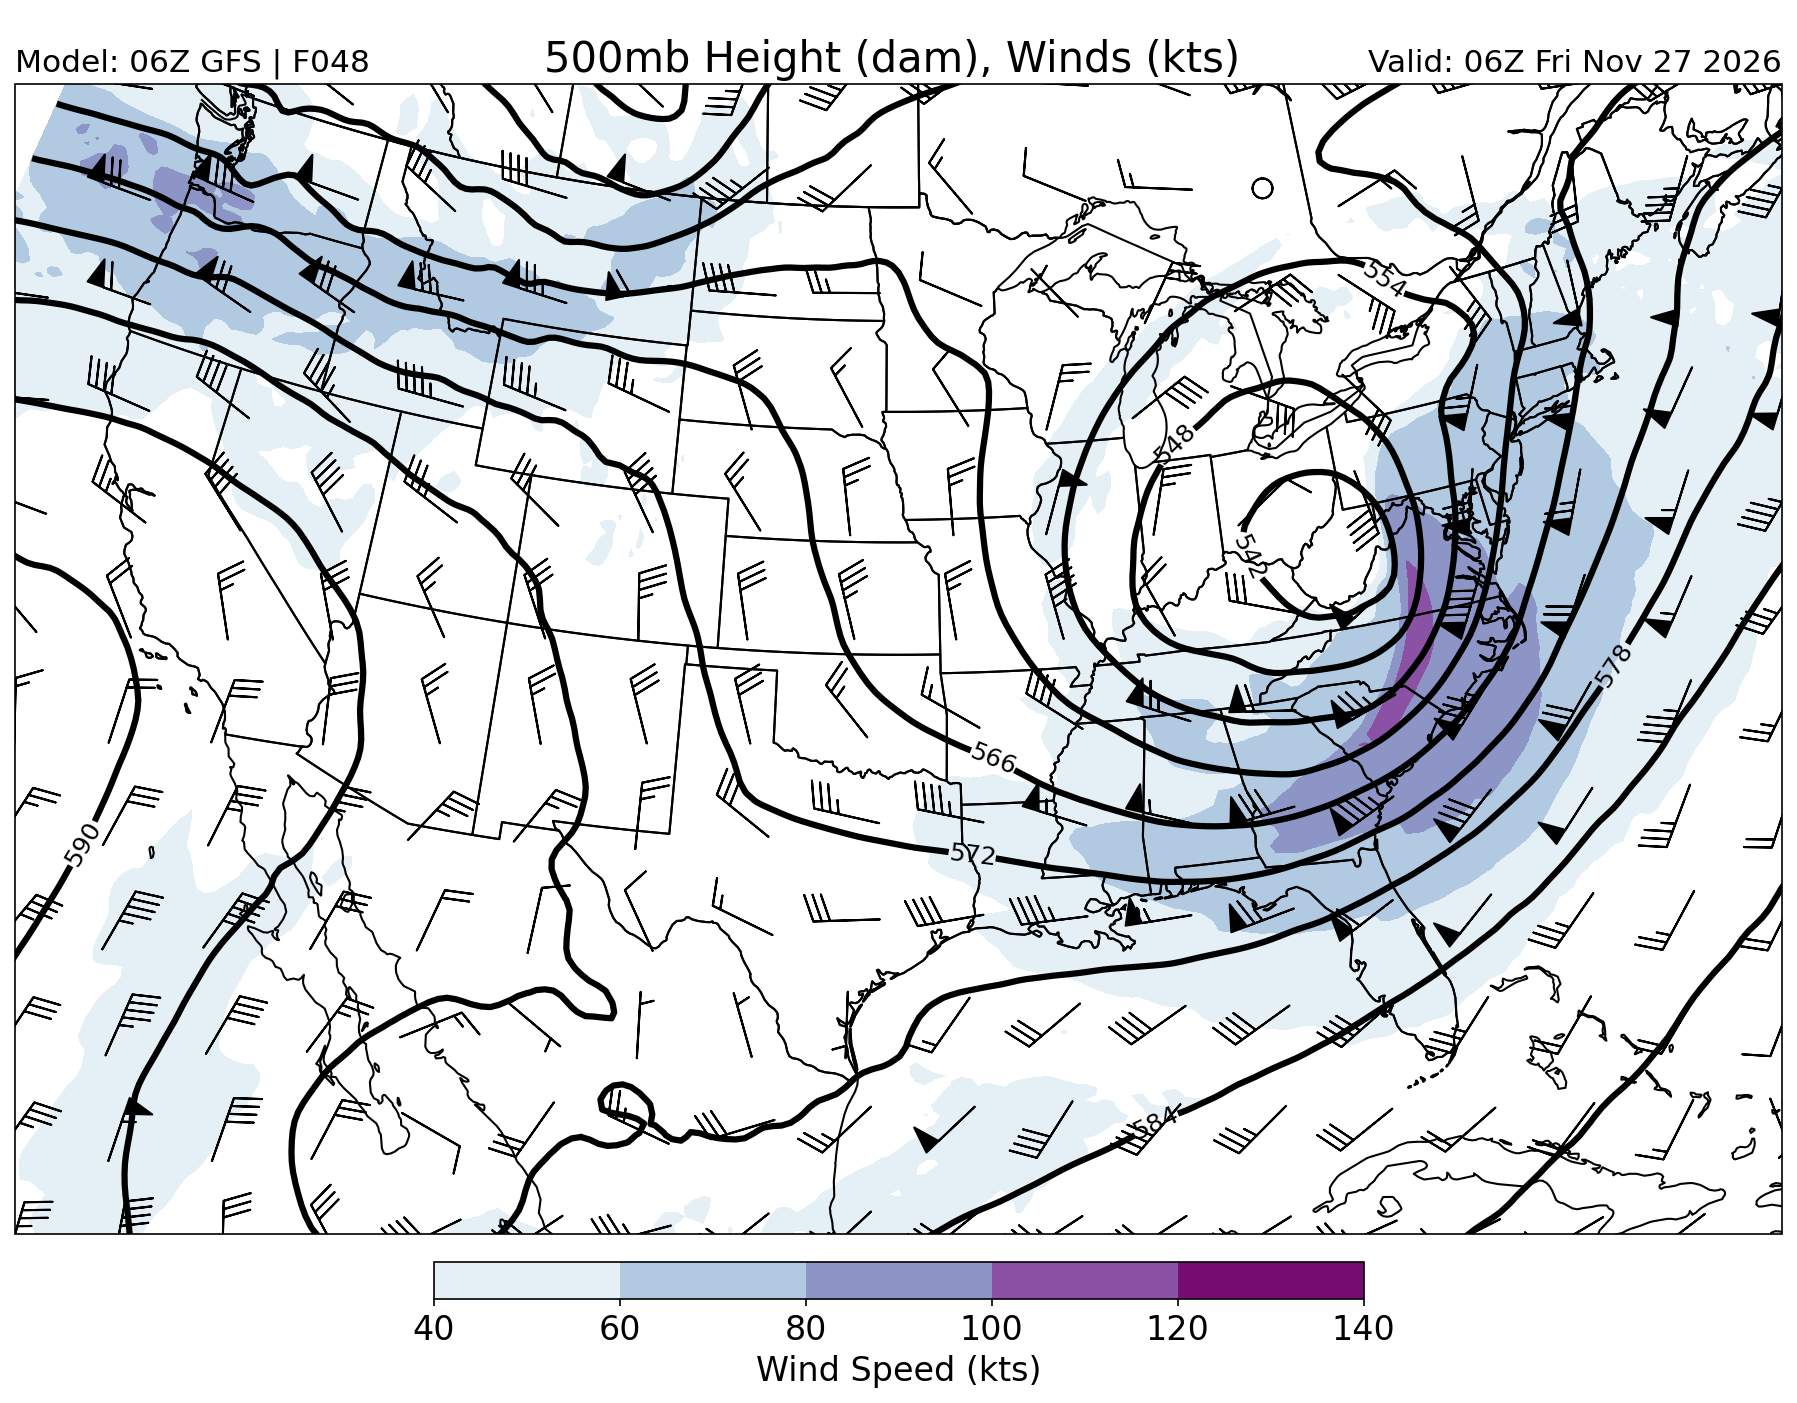 Model: 06Z GFS | F048
500mb Height (dam), Winds (kts)
Valid: 06Z Fri Nov 27 2026
554
548
542
578
566
572
590
584
40 60 80 100 120 140
Wind Speed (kts)